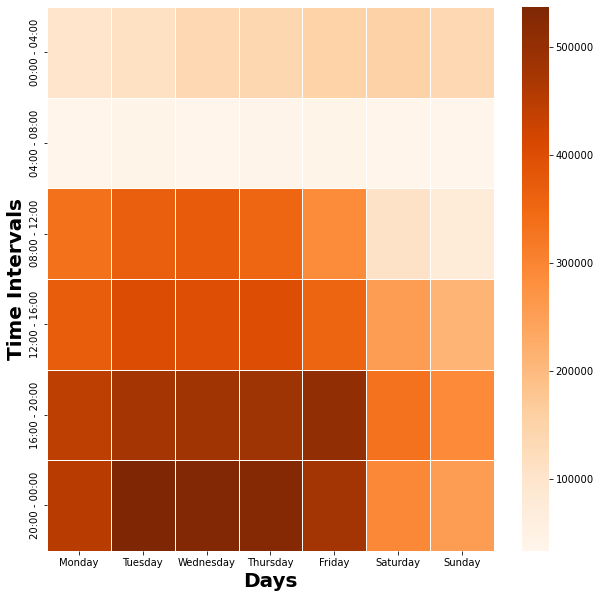 Time Intervals
00:00 - 04:00
04:00 - 08:00
08:00 - 12:00
12:00 - 16:00
16:00 - 20:00
20:00 - 00:00
Monday Tuesday Wednesday Thursday Friday Saturday Sunday
Days
500000
400000
300000
200000
100000